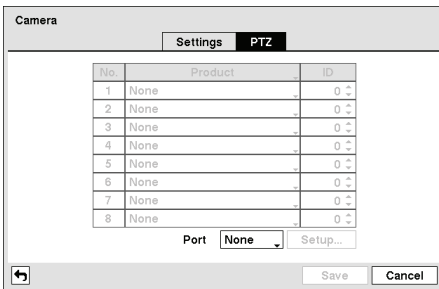 Camera
Settings PTZ
No. Product ID
1 None 0
2 None 0
3 None 0
4 None 0
5 None 0
6 None 0
7 None 0
8 None 0
Port None Setup...
Save Cancel